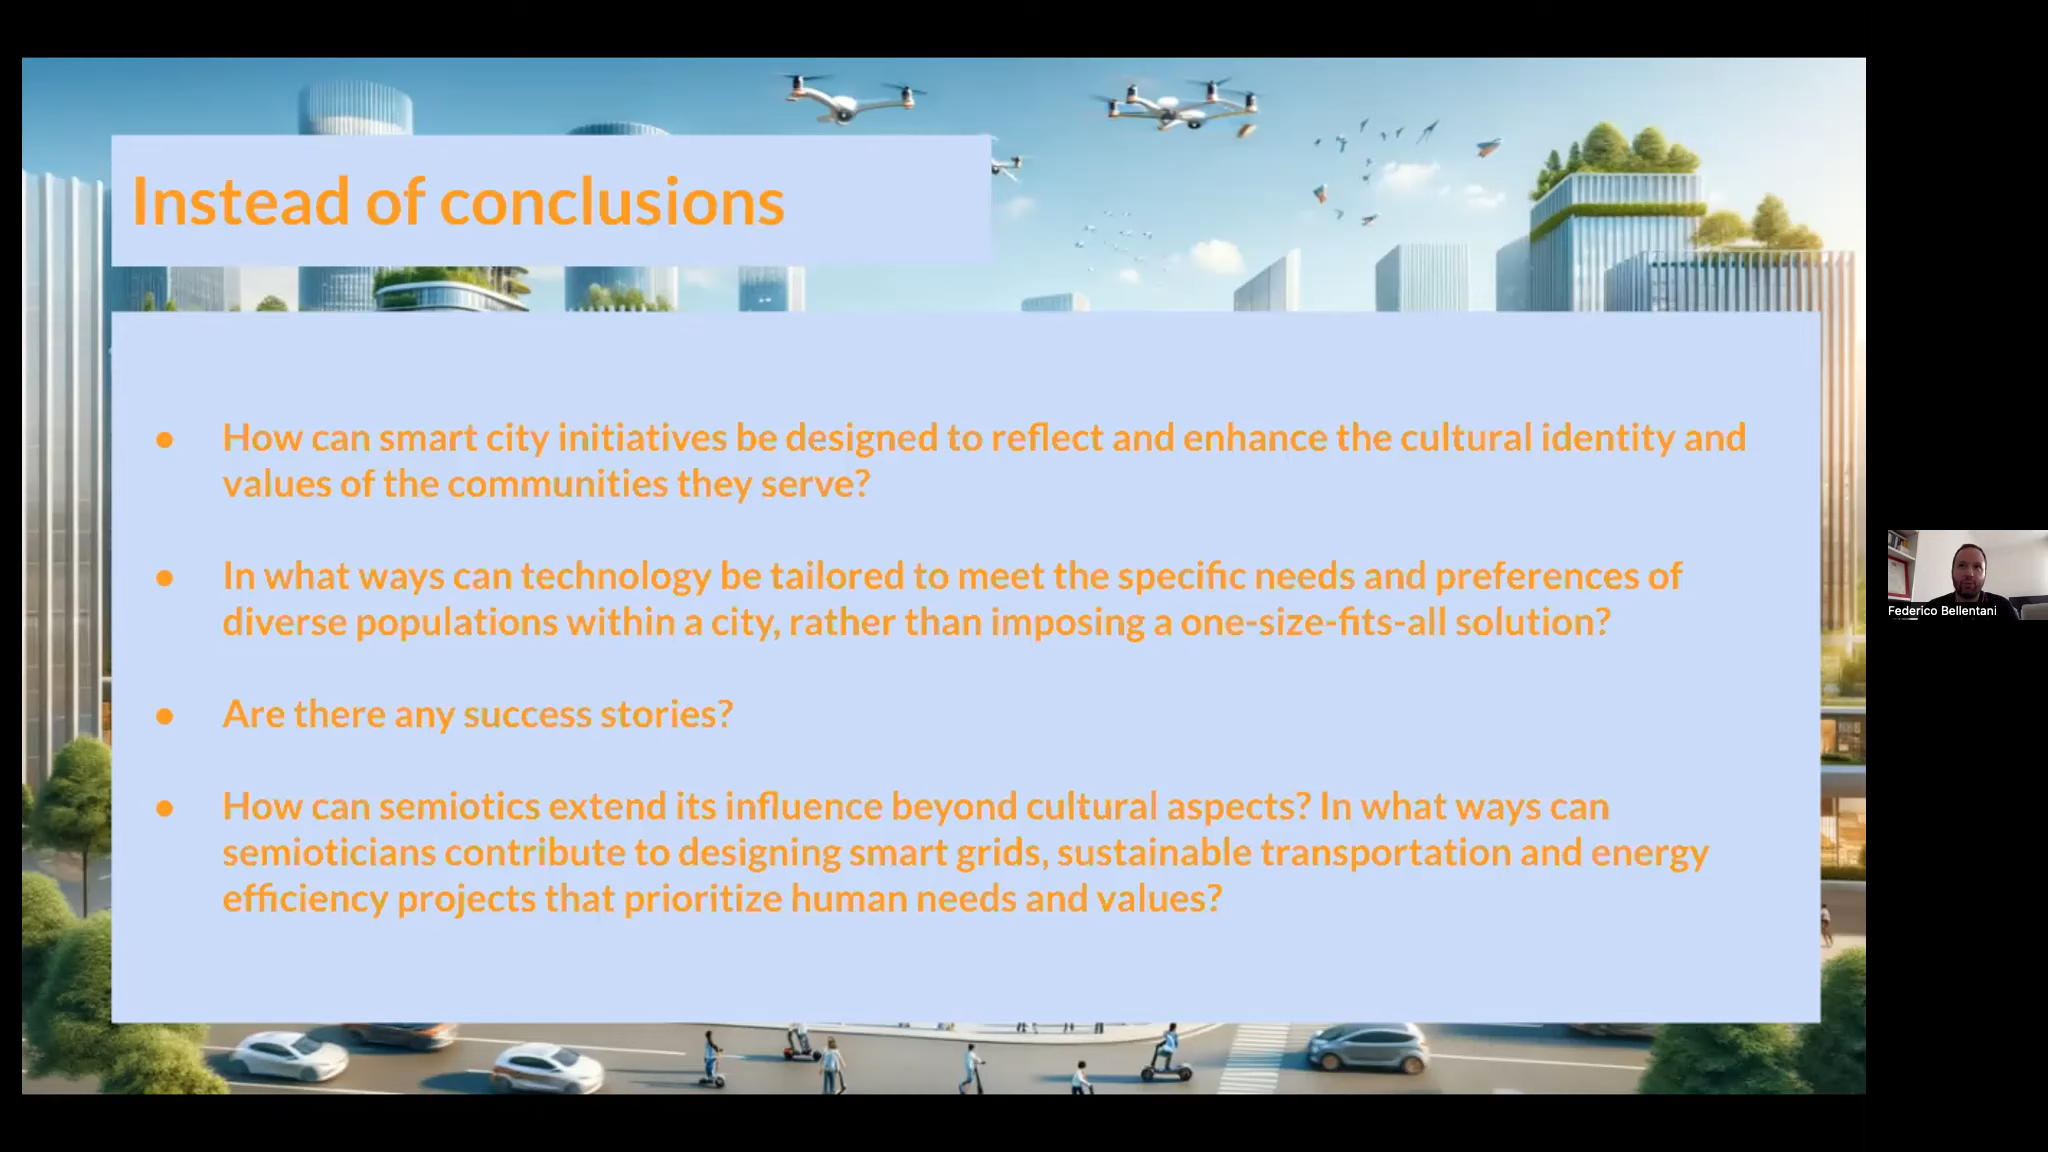 Instead of conclusions
● How can smart city initiatives be designed to reflect and enhance the cultural identity and
values of the communities they serve?
● In what ways can technology be tailored to meet the specific needs and preferences of
diverse populations within a city, rather than imposing a one-size-fits-all solution?
● Are there any success stories?
● How can semiotics extend its influence beyond cultural aspects? In what ways can
semioticians contribute to designing smart grids, sustainable transportation and energy
efficiency projects that prioritize human needs and values?
Federico Bellentani